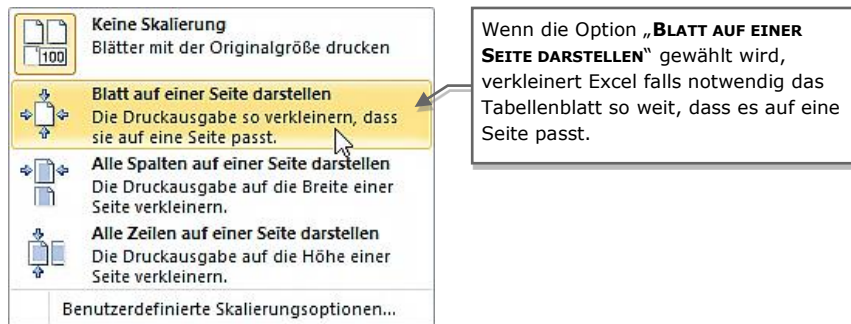 Keine Skalierung
Blätter mit der Originalgröße drucken
100
Blatt auf einer Seite darstellen
Die Druckausgabe so verkleinern, dass
sie auf eine Seite passt.
Alle Spalten auf einer Seite darstellen
Die Druckausgabe auf die Breite einer
Seite verkleinern.
Alle Zeilen auf einer Seite darstellen
Die Druckausgabe auf die Höhe einer
Seite verkleinern.
Benutzerdefinierte Skalierungsoptionen...
Wenn die Option „BLATT AUF EINER
SEITE DARSTELLEN“ gewählt wird,
verkleinert Excel falls notwendig das
Tabellenblatt so weit, dass es auf eine
Seite passt.